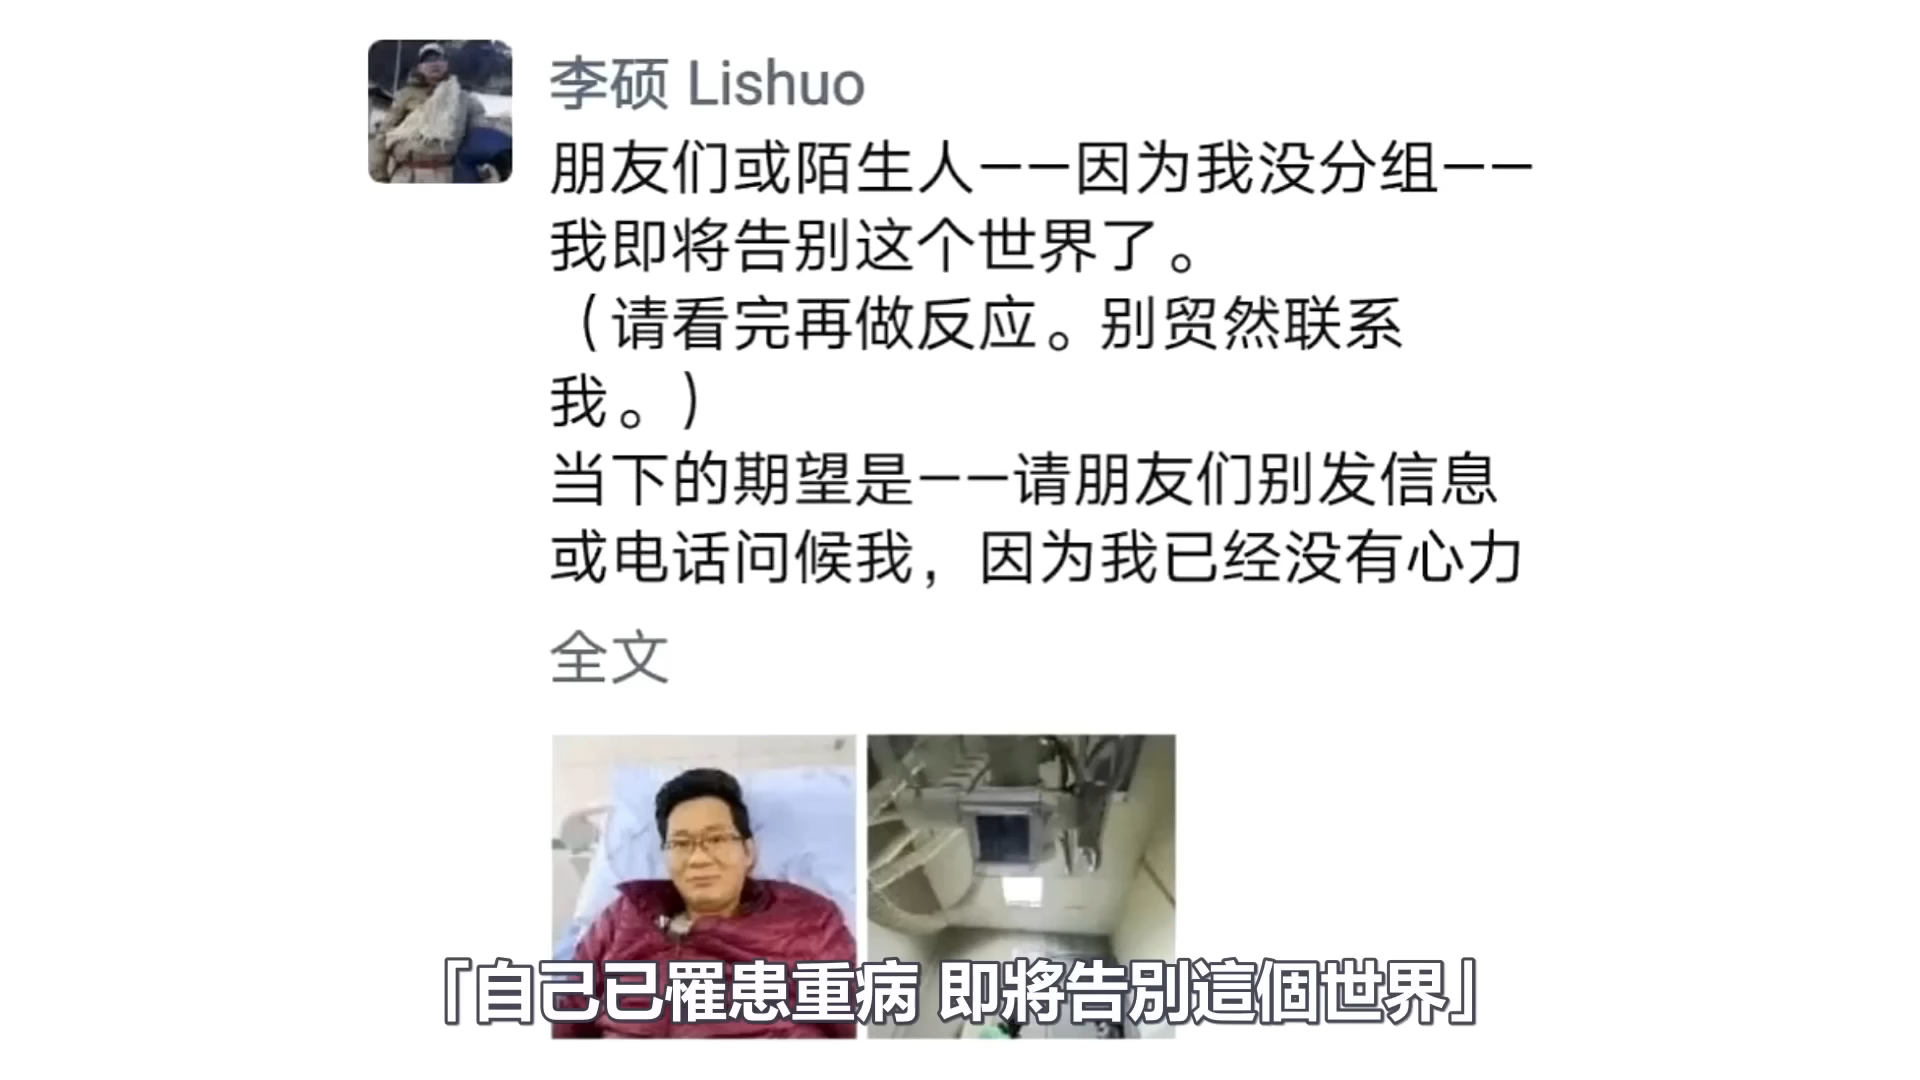 李硕 Lishuo
朋友们或陌生人——因为我没分组——
我即将告别这个世界了。
（请看完再做反应。别贸然联系
我。）
当下的期望是——请朋友们别发信息
或电话问候我，因为我已经没有心力
全文
「自己已罹患重病 即將告別這個世界」